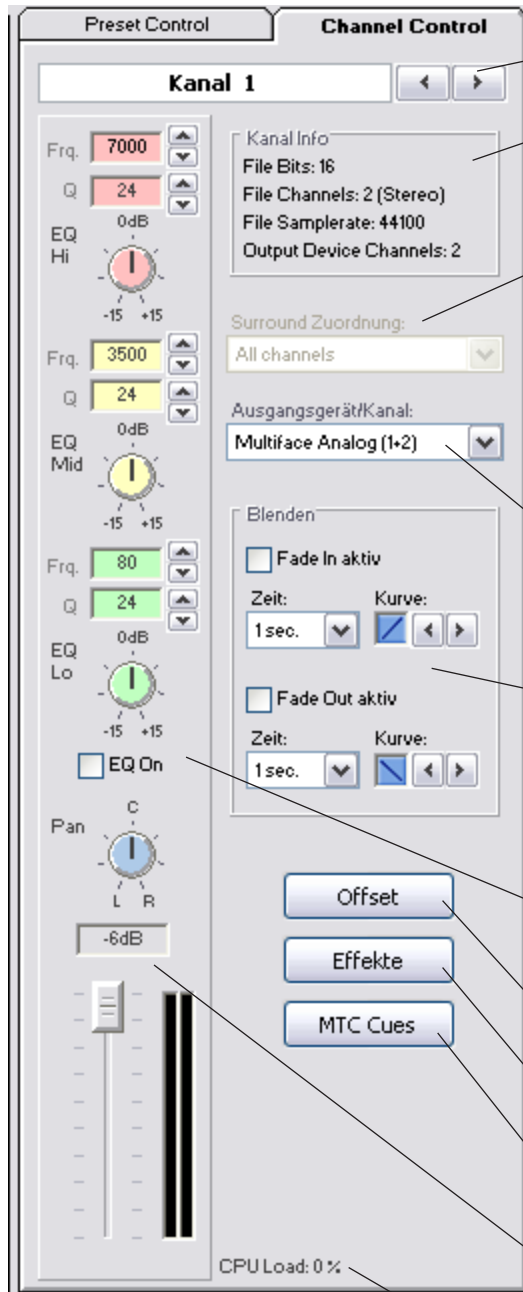 Preset Control
Channel Control
Kanal 1
Frq. 7000
Q 24
0dB
EQ
Hi
-15 +15
Frq. 3500
Q 24
0dB
EQ
Mid
-15 +15
Frq. 80
Q 24
0dB
EQ
Lo
-15 +15
EQ On
C
Pan
L R
-6dB
Kanal Info
File Bits: 16
File Channels: 2 (Stereo)
File Samplerate: 44100
Output Device Channels: 2
Surround Zuordnung:
All channels
Ausgangsgerät/Kanal:
Multiface Analog (1+2)
Blenden
Fade In aktiv
Zeit: Kurve:
1sec.
Fade Out aktiv
Zeit: Kurve:
1sec.
Offset
Effekte
MTC Cues
CPU Load: 0 %